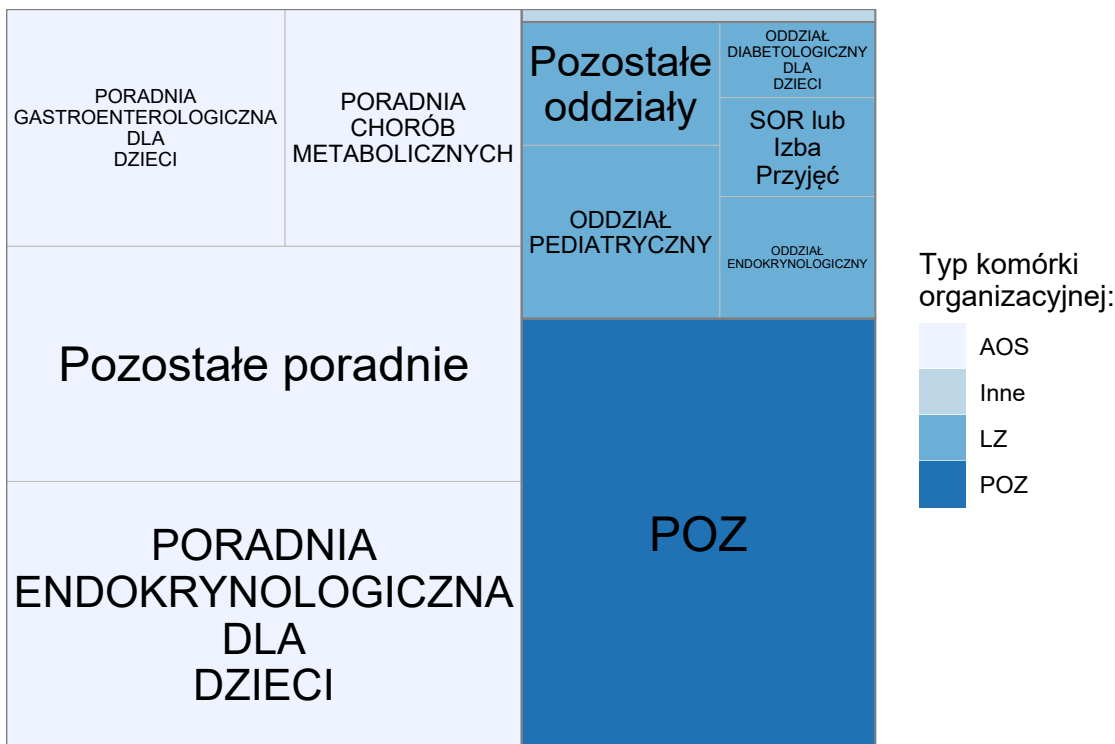 PORADNIA
GASTROENTEROLOGICZNA
DLA
DZIECI
PORADNIA
CHORÓB
METABOLICZNYCH
Pozostałe poradnie
PORADNIA
ENDOKRYNOLOGICZNA
DLA
DZIECI
Pozostałe
oddziały
ODDZIAŁ
DIABETOLOGICZNY
DLA
DZIECI
SOR lub
Izba
Przyjęć
ODDZIAŁ
PEDIATRYCZNY
ODDZIAŁ
ENDOKRYNOLOGICZNY
POZ
Typ komórki
organizacyjnej:
AOS
Inne
LZ
POZ